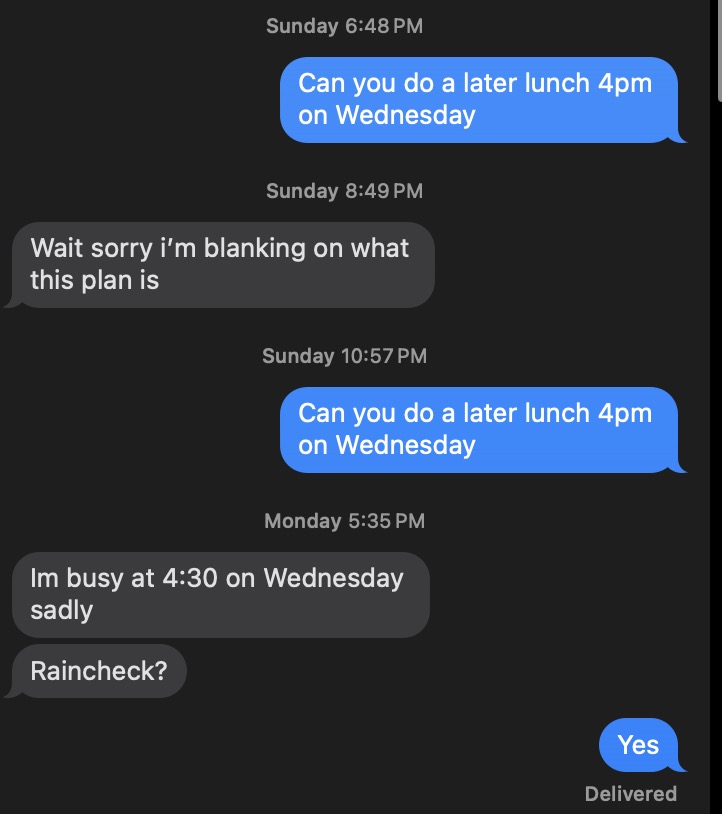 Sunday 6:48 PM
Can you do a later lunch 4pm
on Wednesday
Sunday 8:49 PM
Wait sorry i'm blanking on what
this plan is
Sunday 10:57 PM
Can you do a later lunch 4pm
on Wednesday
Monday 5:35 PM
Im busy at 4:30 on Wednesday
sadly
Raincheck?
Yes
Delivered